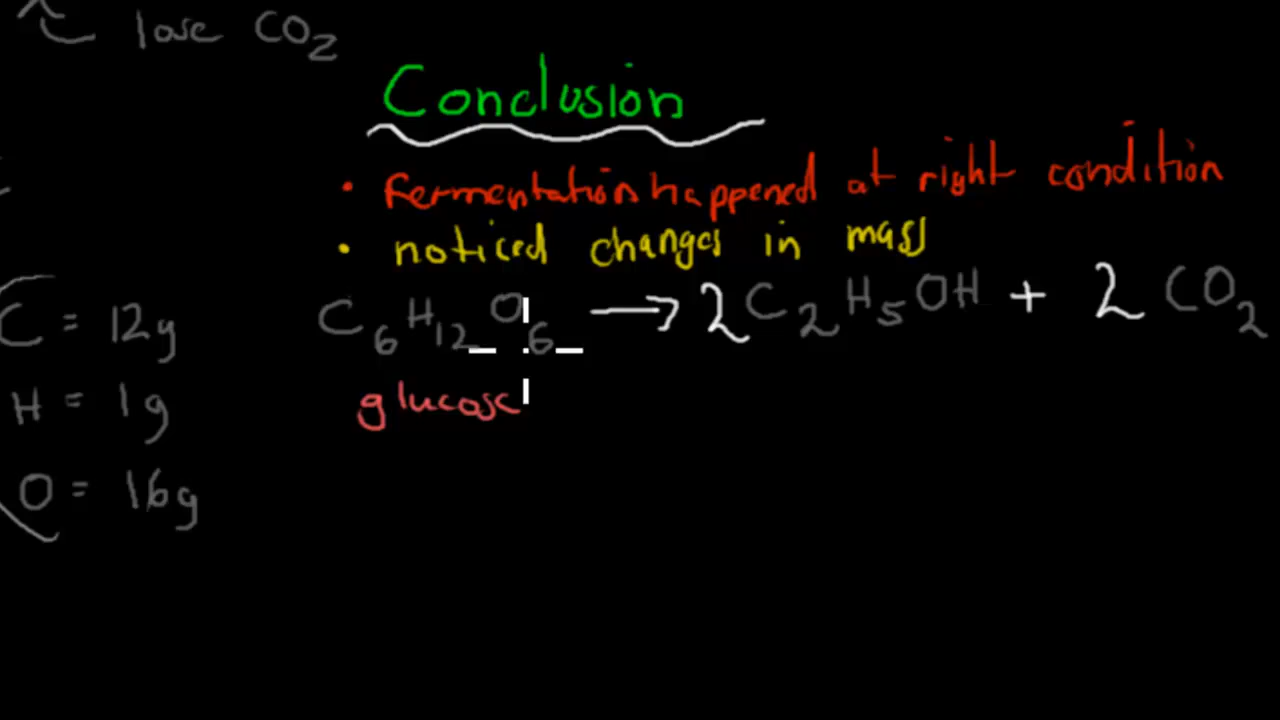 lose CO₂
Conclusion
• Fermentation happened at right condition
• noticed changes in mass
C = 12g
C₆H₁₂O₆ → 2C₂H₅OH + 2CO₂
H = 1g
glucose
O = 16g